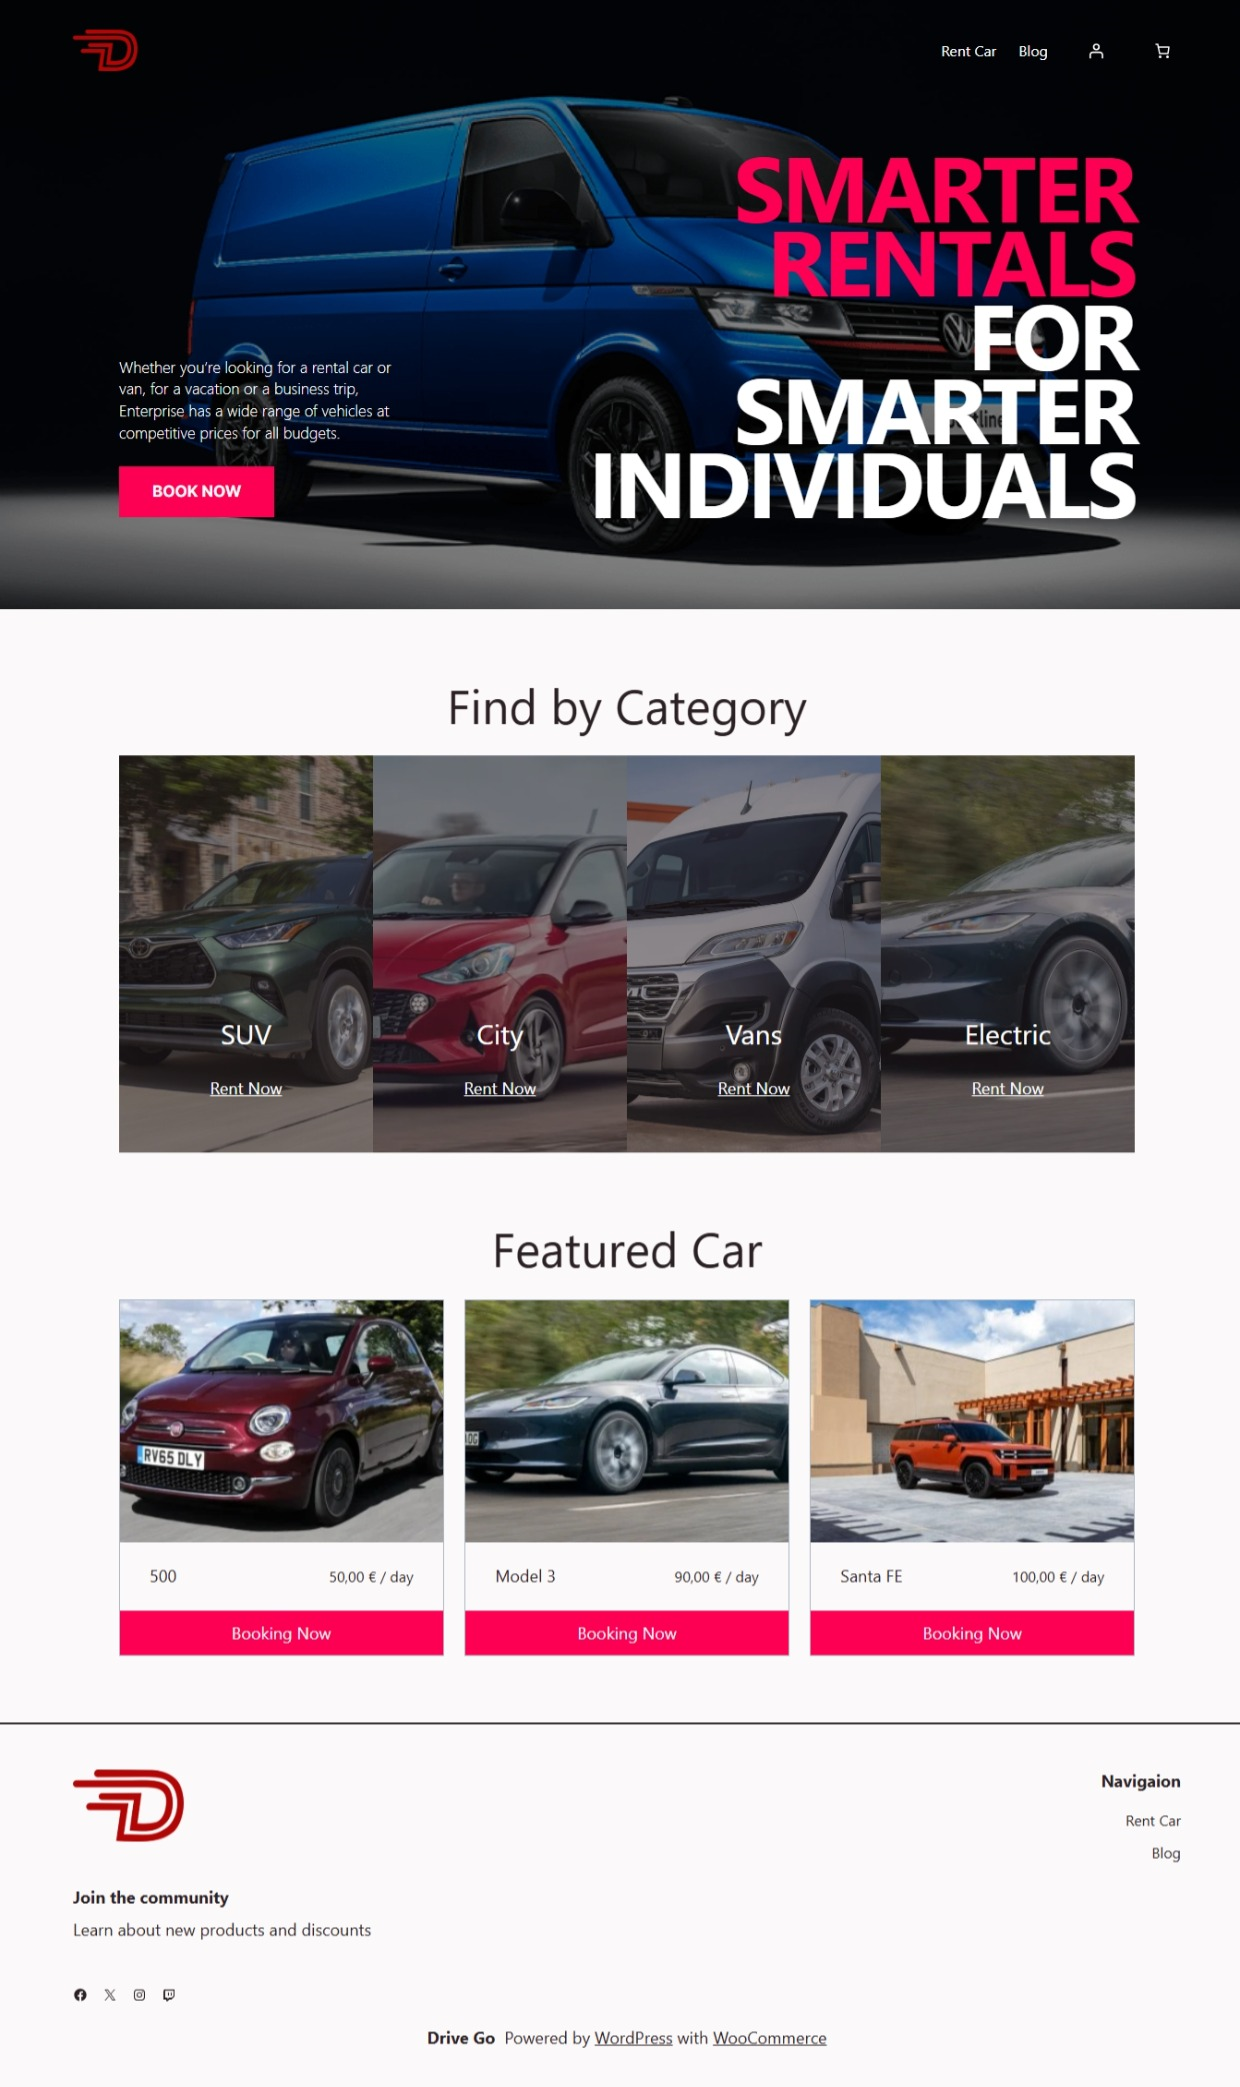 Rent Car Blog
SMARTER
RENTALS
FOR
SMARTER
INDIVIDUALS
Whether you’re looking for a rental car or
van, for a vacation or a business trip,
Enterprise has a wide range of vehicles at
competitive prices for all budgets.
BOOK NOW
Find by Category
SUV
Rent Now
City
Rent Now
Vans
Rent Now
Electric
Rent Now
Featured Car
RV65 DLY
500 50,00 € / day
Booking Now
Model 3 90,00 € / day
Booking Now
Santa FE 100,00 € / day
Booking Now
D
Navigaion
Rent Car
Blog
Join the community
Learn about new products and discounts
Drive Go Powered by WordPress with WooCommerce